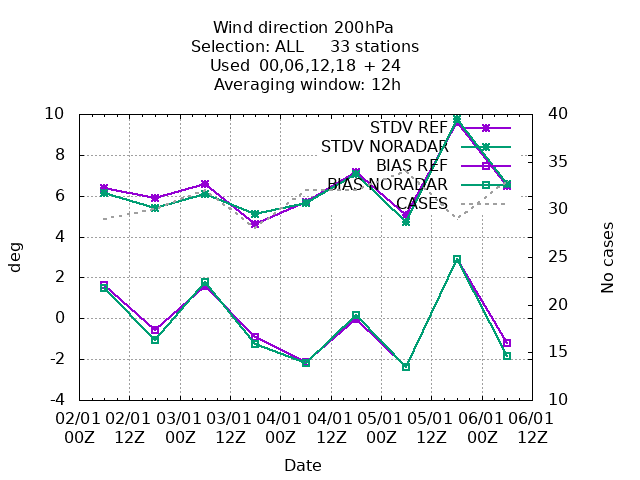 Wind direction 200hPa
Selection: ALL 33 stations
Used 00,06,12,18 + 24
Averaging window: 12h
STDV REF
STDV NORADAR
BIAS REF
BIAS NORADAR
CASES
deg
10
8
6
4
2
0
-2
-4
No cases
40
35
30
25
20
15
10
02/01 02/01 03/01 03/01 04/01 04/01 05/01 05/01 06/01 06/01
00Z 12Z 00Z 12Z 00Z 12Z 00Z 12Z 00Z 12Z
Date